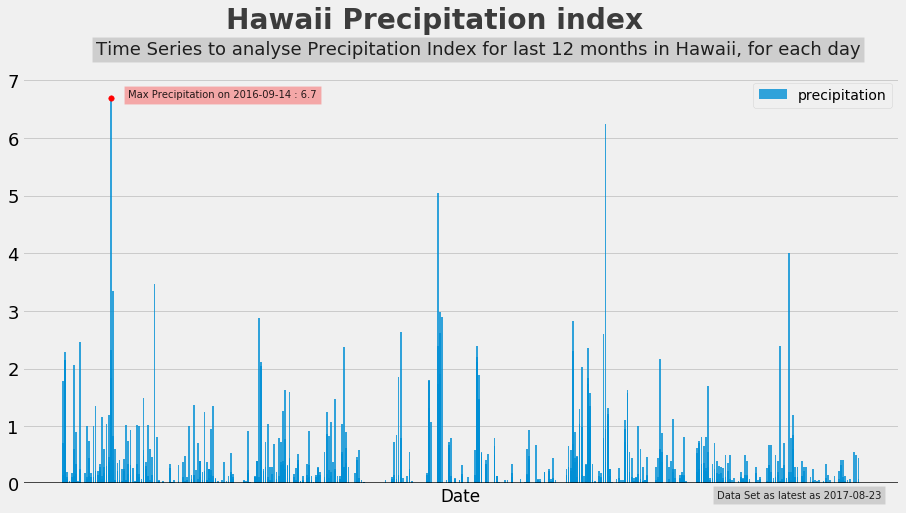 Hawaii Precipitation index
Time Series to analyse Precipitation Index for last 12 months in Hawaii, for each day
7
Max Precipitation on 2016-09-14 : 6.7
precipitation
6
5
4
3
2
1
0
Date
Data Set as latest as 2017-08-23